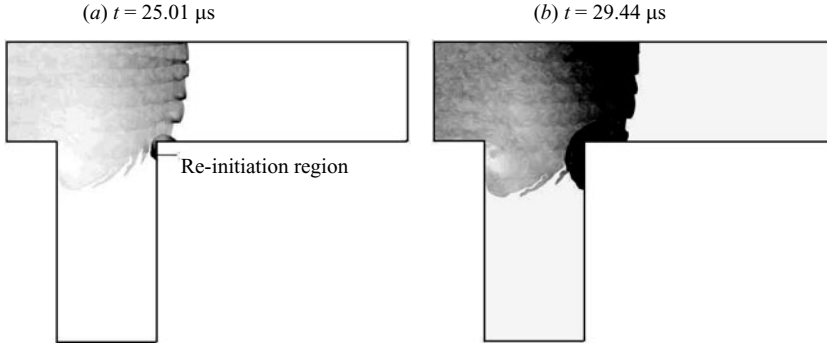 (a) t = 25.01 μs
(b) t = 29.44 μs
Re-initiation region